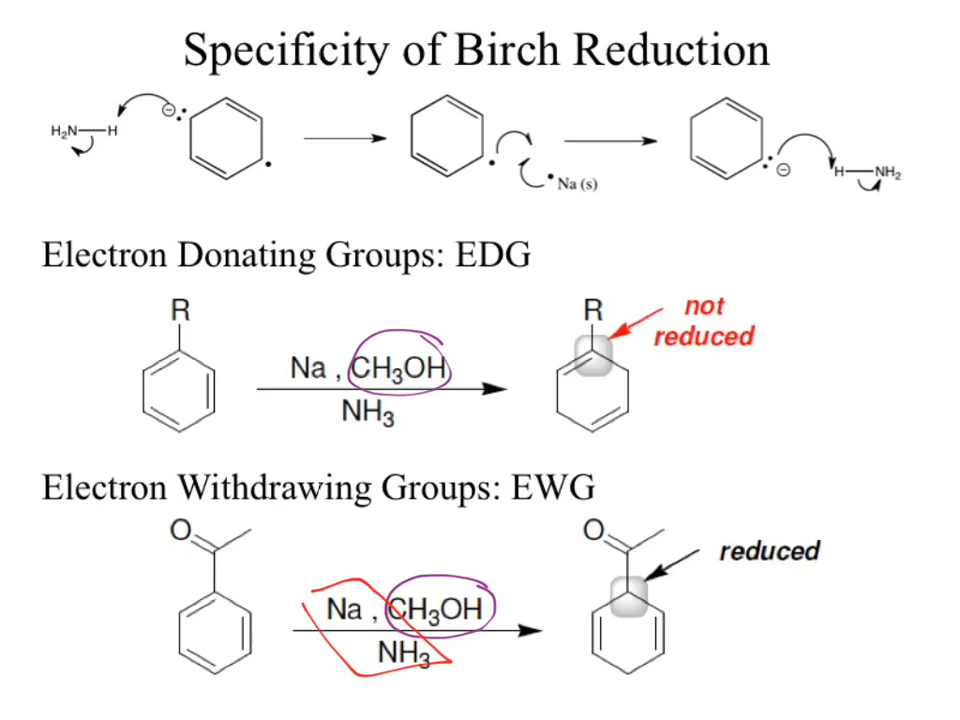 Specificity of Birch Reduction
H₂N H
Na (s)
H NH₂
Electron Donating Groups: EDG
R
Na , CH₃OH
NH₃
R
not
reduced
Electron Withdrawing Groups: EWG
O
Na , CH₃OH
NH₃
O
reduced